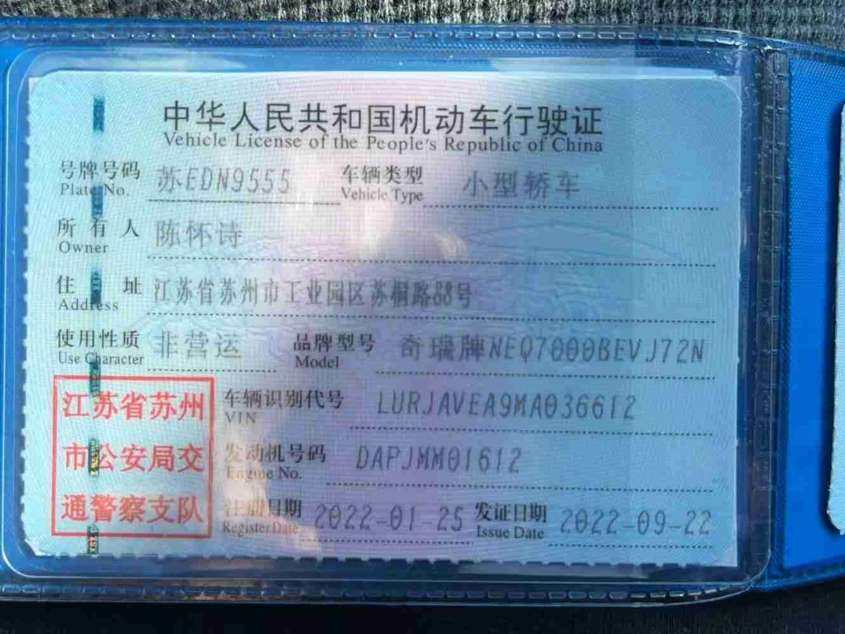 中华人民共和国机动车行驶证
Vehicle License of the People's Republic of China
号牌号码 苏EDN9555 车辆类型 小型轿车
Plate No. Vehicle Type
所有人 陈怀诗
Owner
住址 江苏省苏州市工业园区苏桐路88号
Address
使用性质 非营运 品牌型号 奇瑞牌NEQ7000BEVJ72N
Use Character Model
车辆识别代号 LURJAVEA9MA036612
VIN
发动机号码 DAPJMM01612
Engine No.
注册日期 2022-01-25 发证日期 2022-09-22
Register Date Issue Date
江苏省苏州
市公安局交
通警察支队